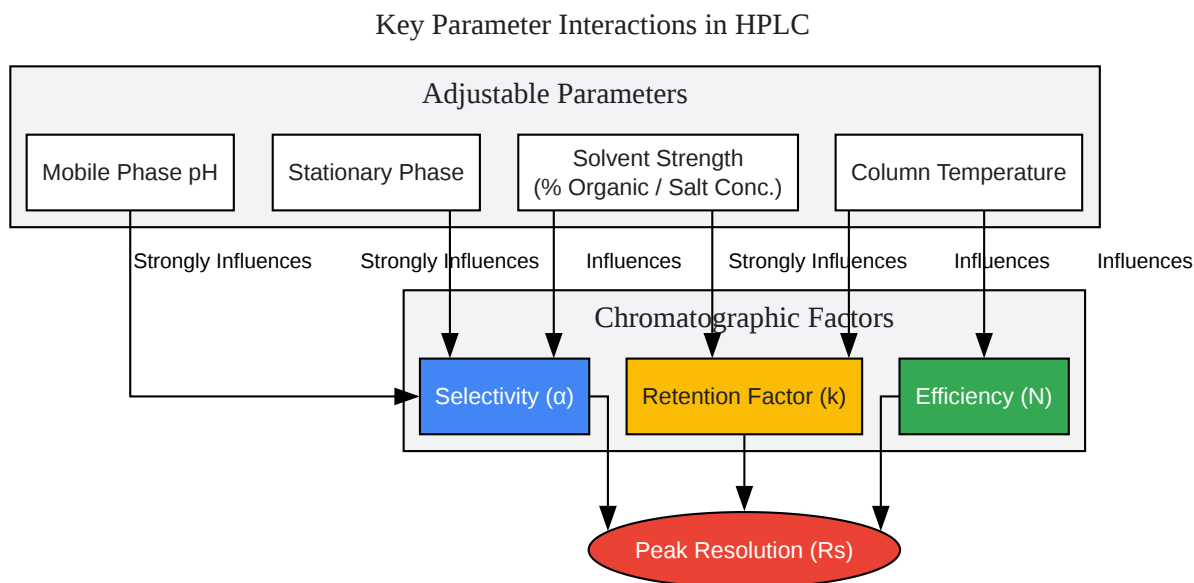 Key Parameter Interactions in HPLC
Adjustable Parameters
Mobile Phase pH
Stationary Phase
Solvent Strength
(% Organic / Salt Conc.)
Column Temperature
Strongly Influences
Strongly Influences
Influences
Strongly Influences
Influences
Influences
Chromatographic Factors
Selectivity (α)
Retention Factor (k)
Efficiency (N)
Peak Resolution (Rs)